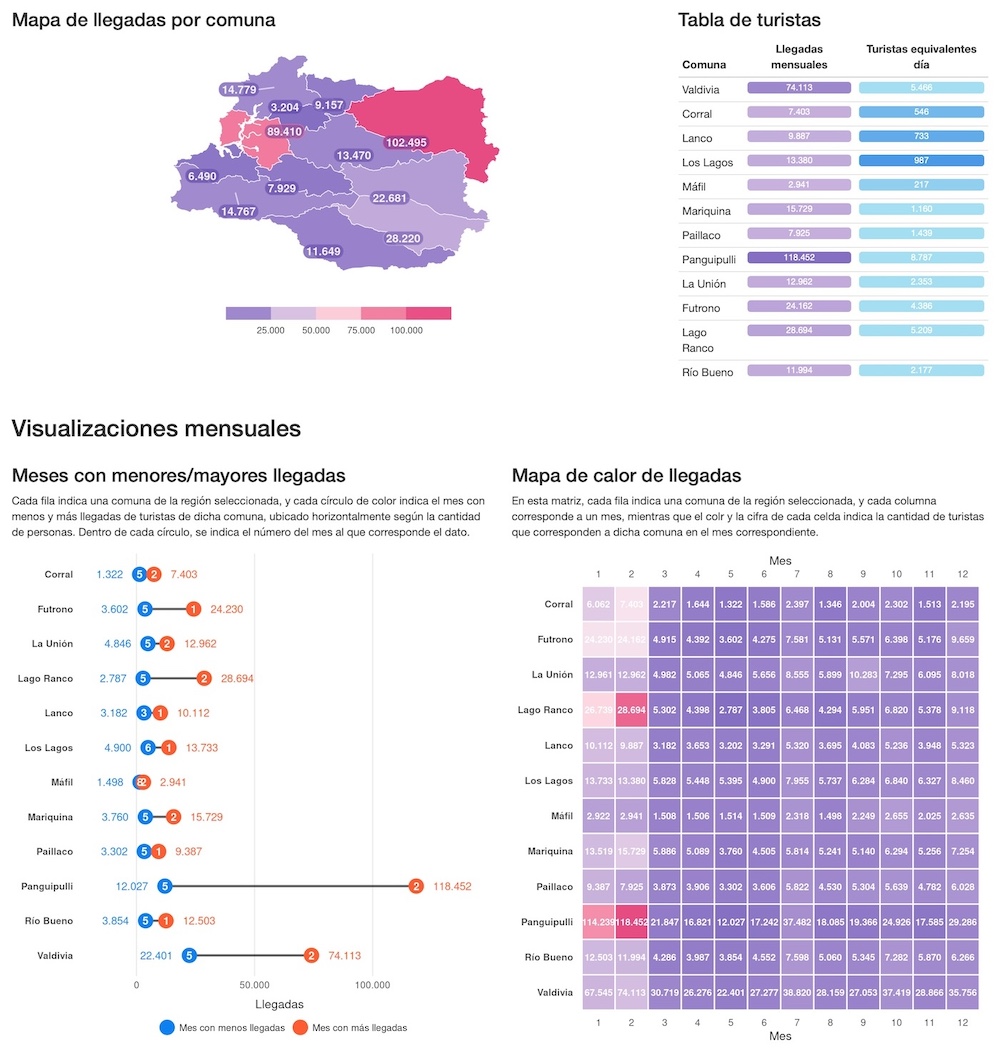 Mapa de llegadas por comuna
14.779
3.204
9.157
89.410
102.495
13.470
6.490
7.929
22.681
14.767
28.220
11.649
25.000 50.000 75.000 100.000
Tabla de turistas
Comuna Llegadas mensuales Turistas equivalentes día
Valdivia 74.113 5.466
Corral 7.403 546
Lanco 9.887 733
Los Lagos 13.380 987
Máfil 2.941 217
Mariquina 15.729 1.160
Paillaco 7.925 1.439
Panguipulli 118.452 8.787
La Unión 12.962 2.353
Futrono 24.162 4.386
Lago Ranco 28.694 5.209
Río Bueno 11.994 2.177
Visualizaciones mensuales
Meses con menores/mayores llegadas
Cada fila indica una comuna de la región seleccionada, y cada círculo de color indica el mes con
menos y más llegadas de turistas de dicha comuna, ubicado horizontalmente según la cantidad
de personas. Dentro de cada círculo, se indica el número del mes al que corresponde el dato.
Corral 1.322 5 2 7.403
Futrono 3.602 5 1 24.230
La Unión 4.846 5 2 12.962
Lago Ranco 2.787 5 2 28.694
Lanco 3.182 3 1 10.112
Los Lagos 4.900 6 1 13.733
Máfil 1.498 8 2 2.941
Mariquina 3.760 5 2 15.729
Paillaco 3.302 5 1 9.387
Panguipulli 12.027 5 2 118.452
Río Bueno 3.854 5 1 12.503
Valdivia 22.401 5 2 74.113
0 50.000 100.000
Llegadas
Mes con menos llegadas Mes con más llegadas
Mapa de calor de llegadas
En esta matriz, cada fila indica una comuna de la región seleccionada, y cada columna
corresponde a un mes, mientras que el colr y la cifra de cada celda indica la cantidad de turistas
que corresponden a dicha comuna en el mes correspondiente.
Mes
1 2 3 4 5 6 7 8 9 10 11 12
Corral 6.062 7.403 2.217 1.644 1.322 1.586 2.397 1.346 2.004 2.302 1.513 2.195
Futrono 24.230 24.162 4.915 4.392 3.602 4.275 7.581 5.131 5.571 6.398 5.176 9.659
La Unión 12.961 12.962 4.982 5.065 4.846 5.656 8.555 5.899 10.283 7.295 6.095 8.018
Lago Ranco 26.739 28.694 5.302 4.398 2.787 3.805 6.468 4.294 5.951 6.820 5.378 9.118
Lanco 10.112 9.887 3.182 3.653 3.202 3.291 5.320 3.695 4.083 5.236 3.948 5.323
Los Lagos 13.733 13.380 5.828 5.448 5.395 4.900 7.955 5.737 6.284 6.840 6.327 8.460
Máfil 2.922 2.941 1.508 1.506 1.514 1.509 2.318 1.498 2.249 2.655 2.025 2.635
Mariquina 13.519 15.729 5.886 5.089 3.760 4.505 5.814 5.241 5.140 6.294 5.256 7.254
Paillaco 9.387 7.925 3.873 3.906 3.302 3.606 5.822 4.530 5.304 5.639 4.782 6.028
Panguipulli 114.239 118.452 21.847 16.821 12.027 17.242 37.482 18.085 19.366 24.926 17.585 29.286
Río Bueno 12.503 11.994 4.286 3.987 3.854 4.552 7.598 5.060 5.345 7.282 5.870 6.266
Valdivia 67.545 74.113 30.719 26.276 22.401 27.277 38.820 28.159 27.053 37.419 28.866 35.756
1 2 3 4 5 6 7 8 9 10 11 12
Mes